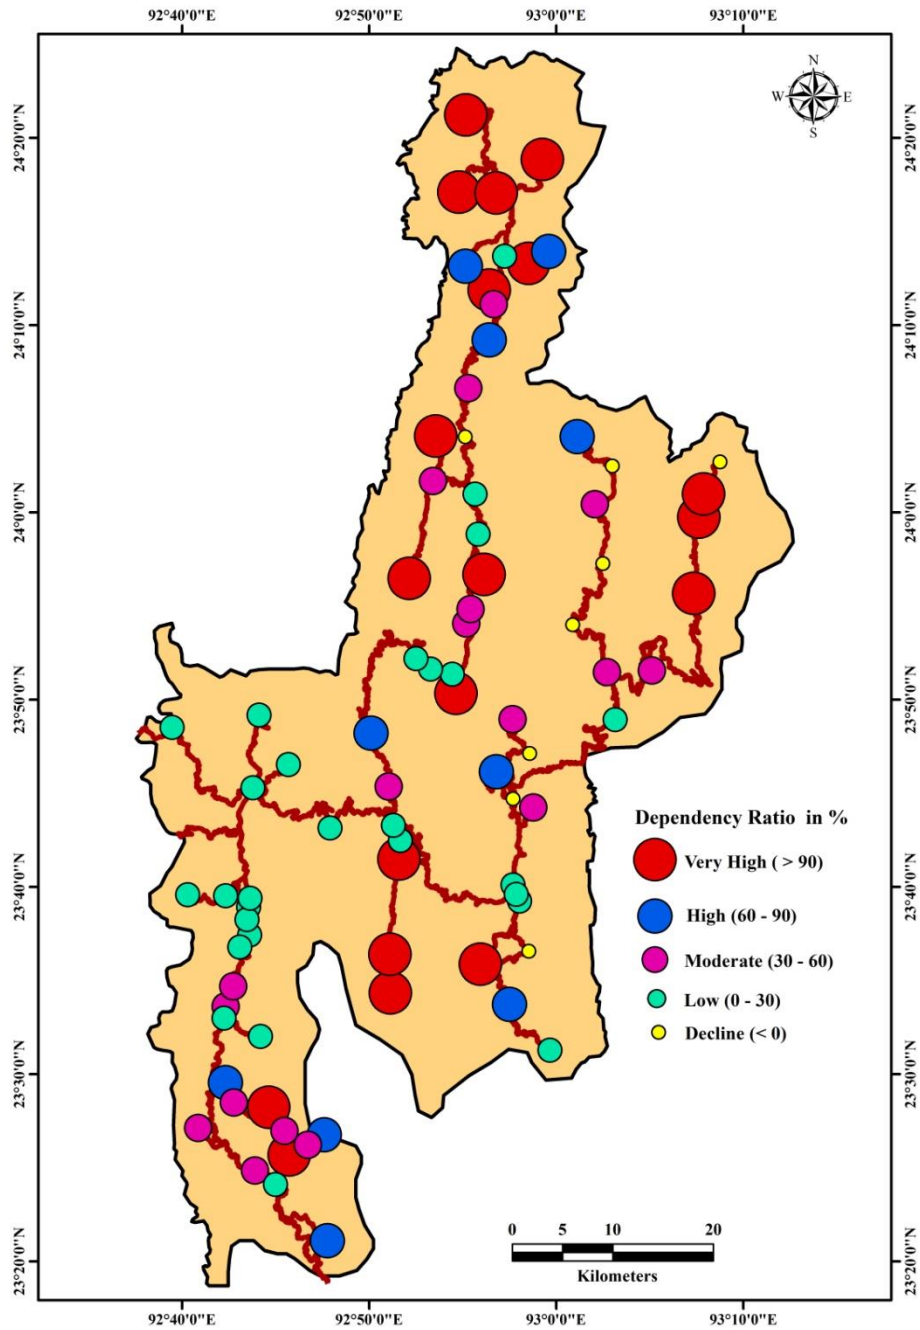 92°40'0"E 92°50'0"E 93°0'0"E 93°10'0"E
N
W E
S
24°20'0"N 24°20'0"N
24°10'0"N 24°10'0"N
24°0'0"N 24°0'0"N
23°50'0"N 23°50'0"N
Dependency Ratio in %
Very High ( > 90)
23°40'0"N 23°40'0"N
High (60 - 90)
Moderate (30 - 60)
Low (0 - 30)
Decline (< 0)
23°30'0"N 23°30'0"N
0 5 10 20
Kilometers
23°20'0"N 23°20'0"N
92°40'0"E 92°50'0"E 93°0'0"E 93°10'0"E